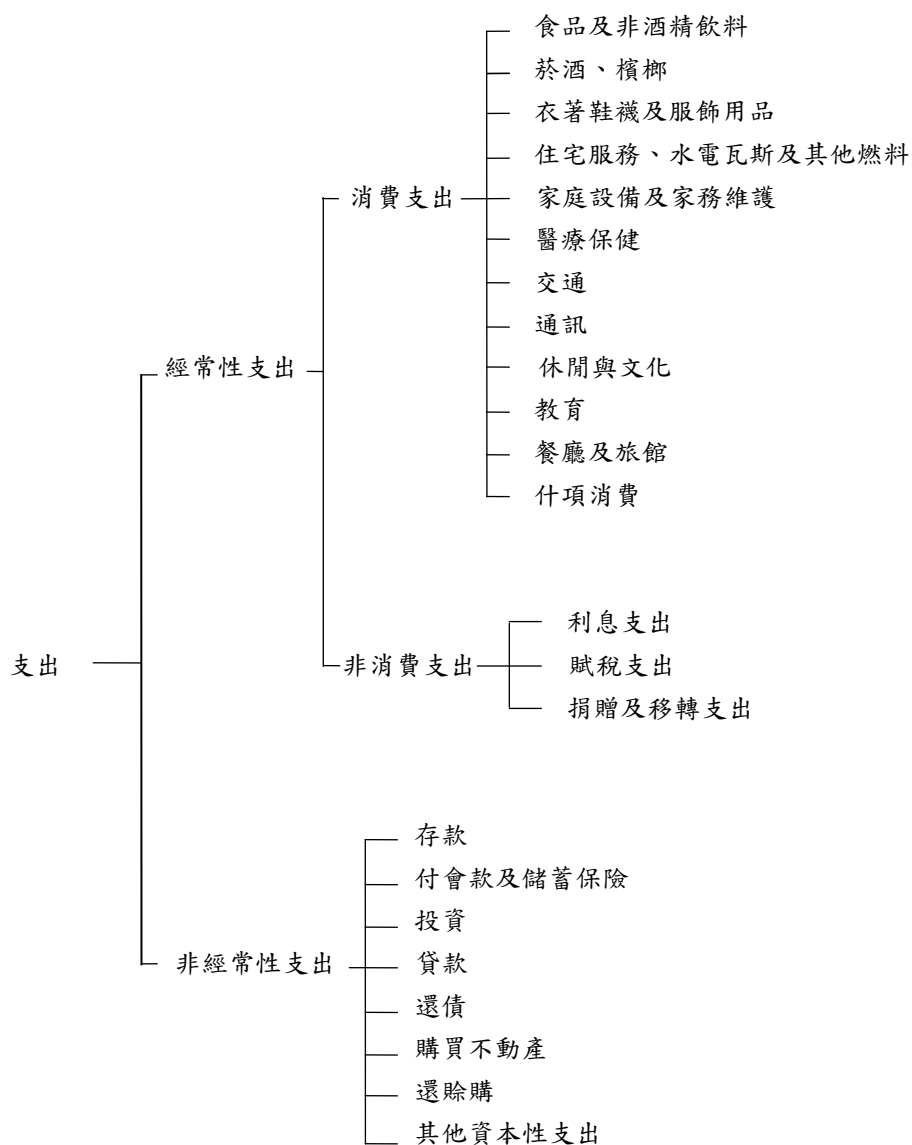 食品及非酒精飲料
菸酒、檳榔
衣著鞋襪及服飾用品
住宅服務、水電瓦斯及其他燃料
消費支出
家庭設備及家務維護
醫療保健
交通
通訊
經常性支出
休閒與文化
教育
餐廳及旅館
什項消費
利息支出
支出
非消費支出
賦稅支出
捐贈及移轉支出
存款
付會款及儲蓄保險
投資
非經常性支出
貸款
還債
購買不動產
還賒購
其他資本性支出